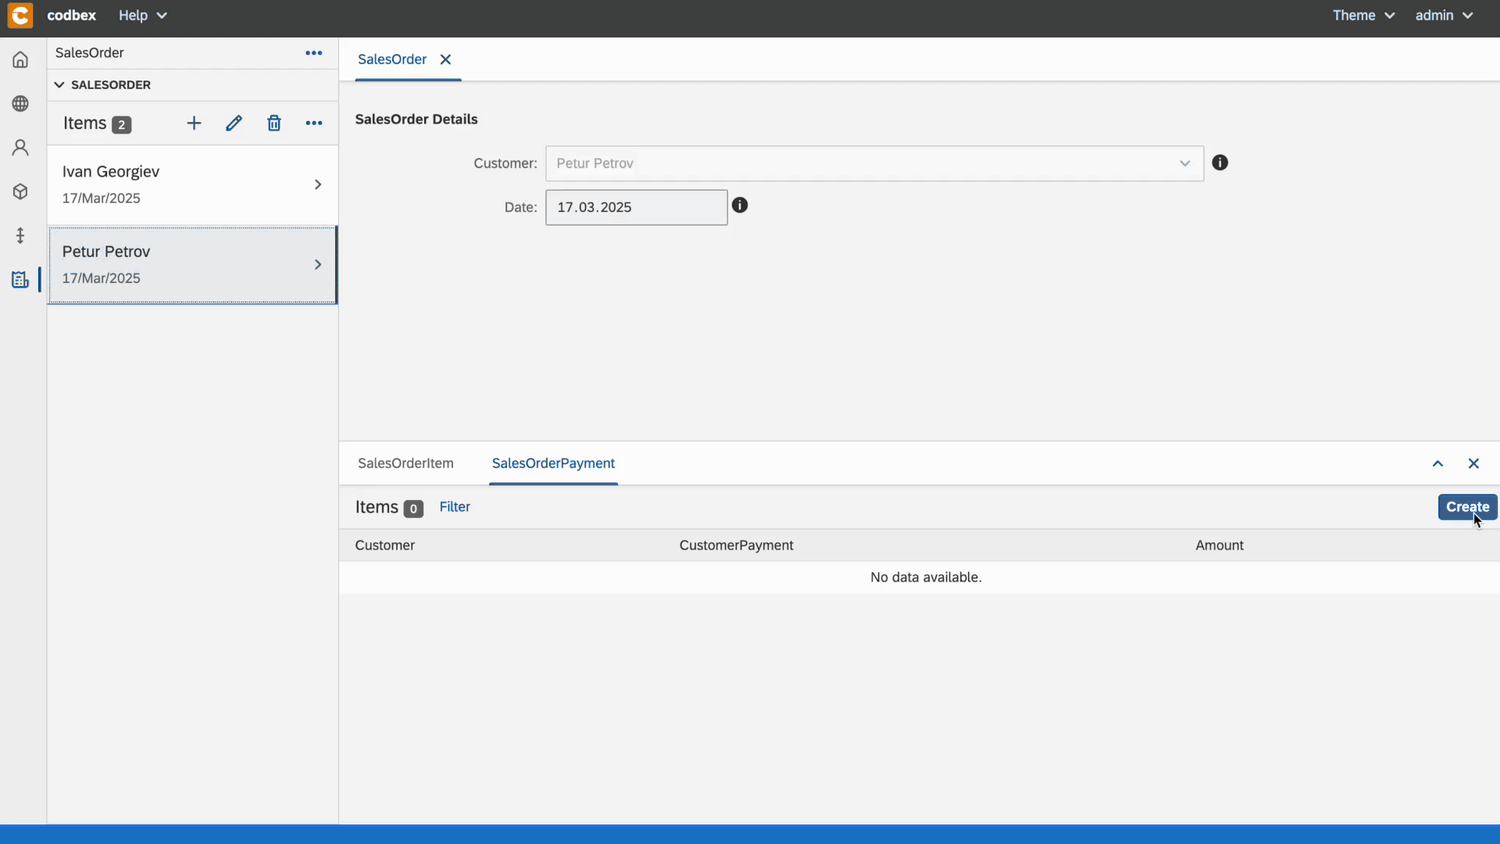 codbex Help Theme admin
SalesOrder
SALESORDER
Items 2
Ivan Georgiev
17/Mar/2025
Petur Petrov
17/Mar/2025
SalesOrder
SalesOrder Details
Customer: Petur Petrov
Date: 17.03.2025
SalesOrderItem SalesOrderPayment
Items 0 Filter Create
Customer CustomerPayment Amount
No data available.